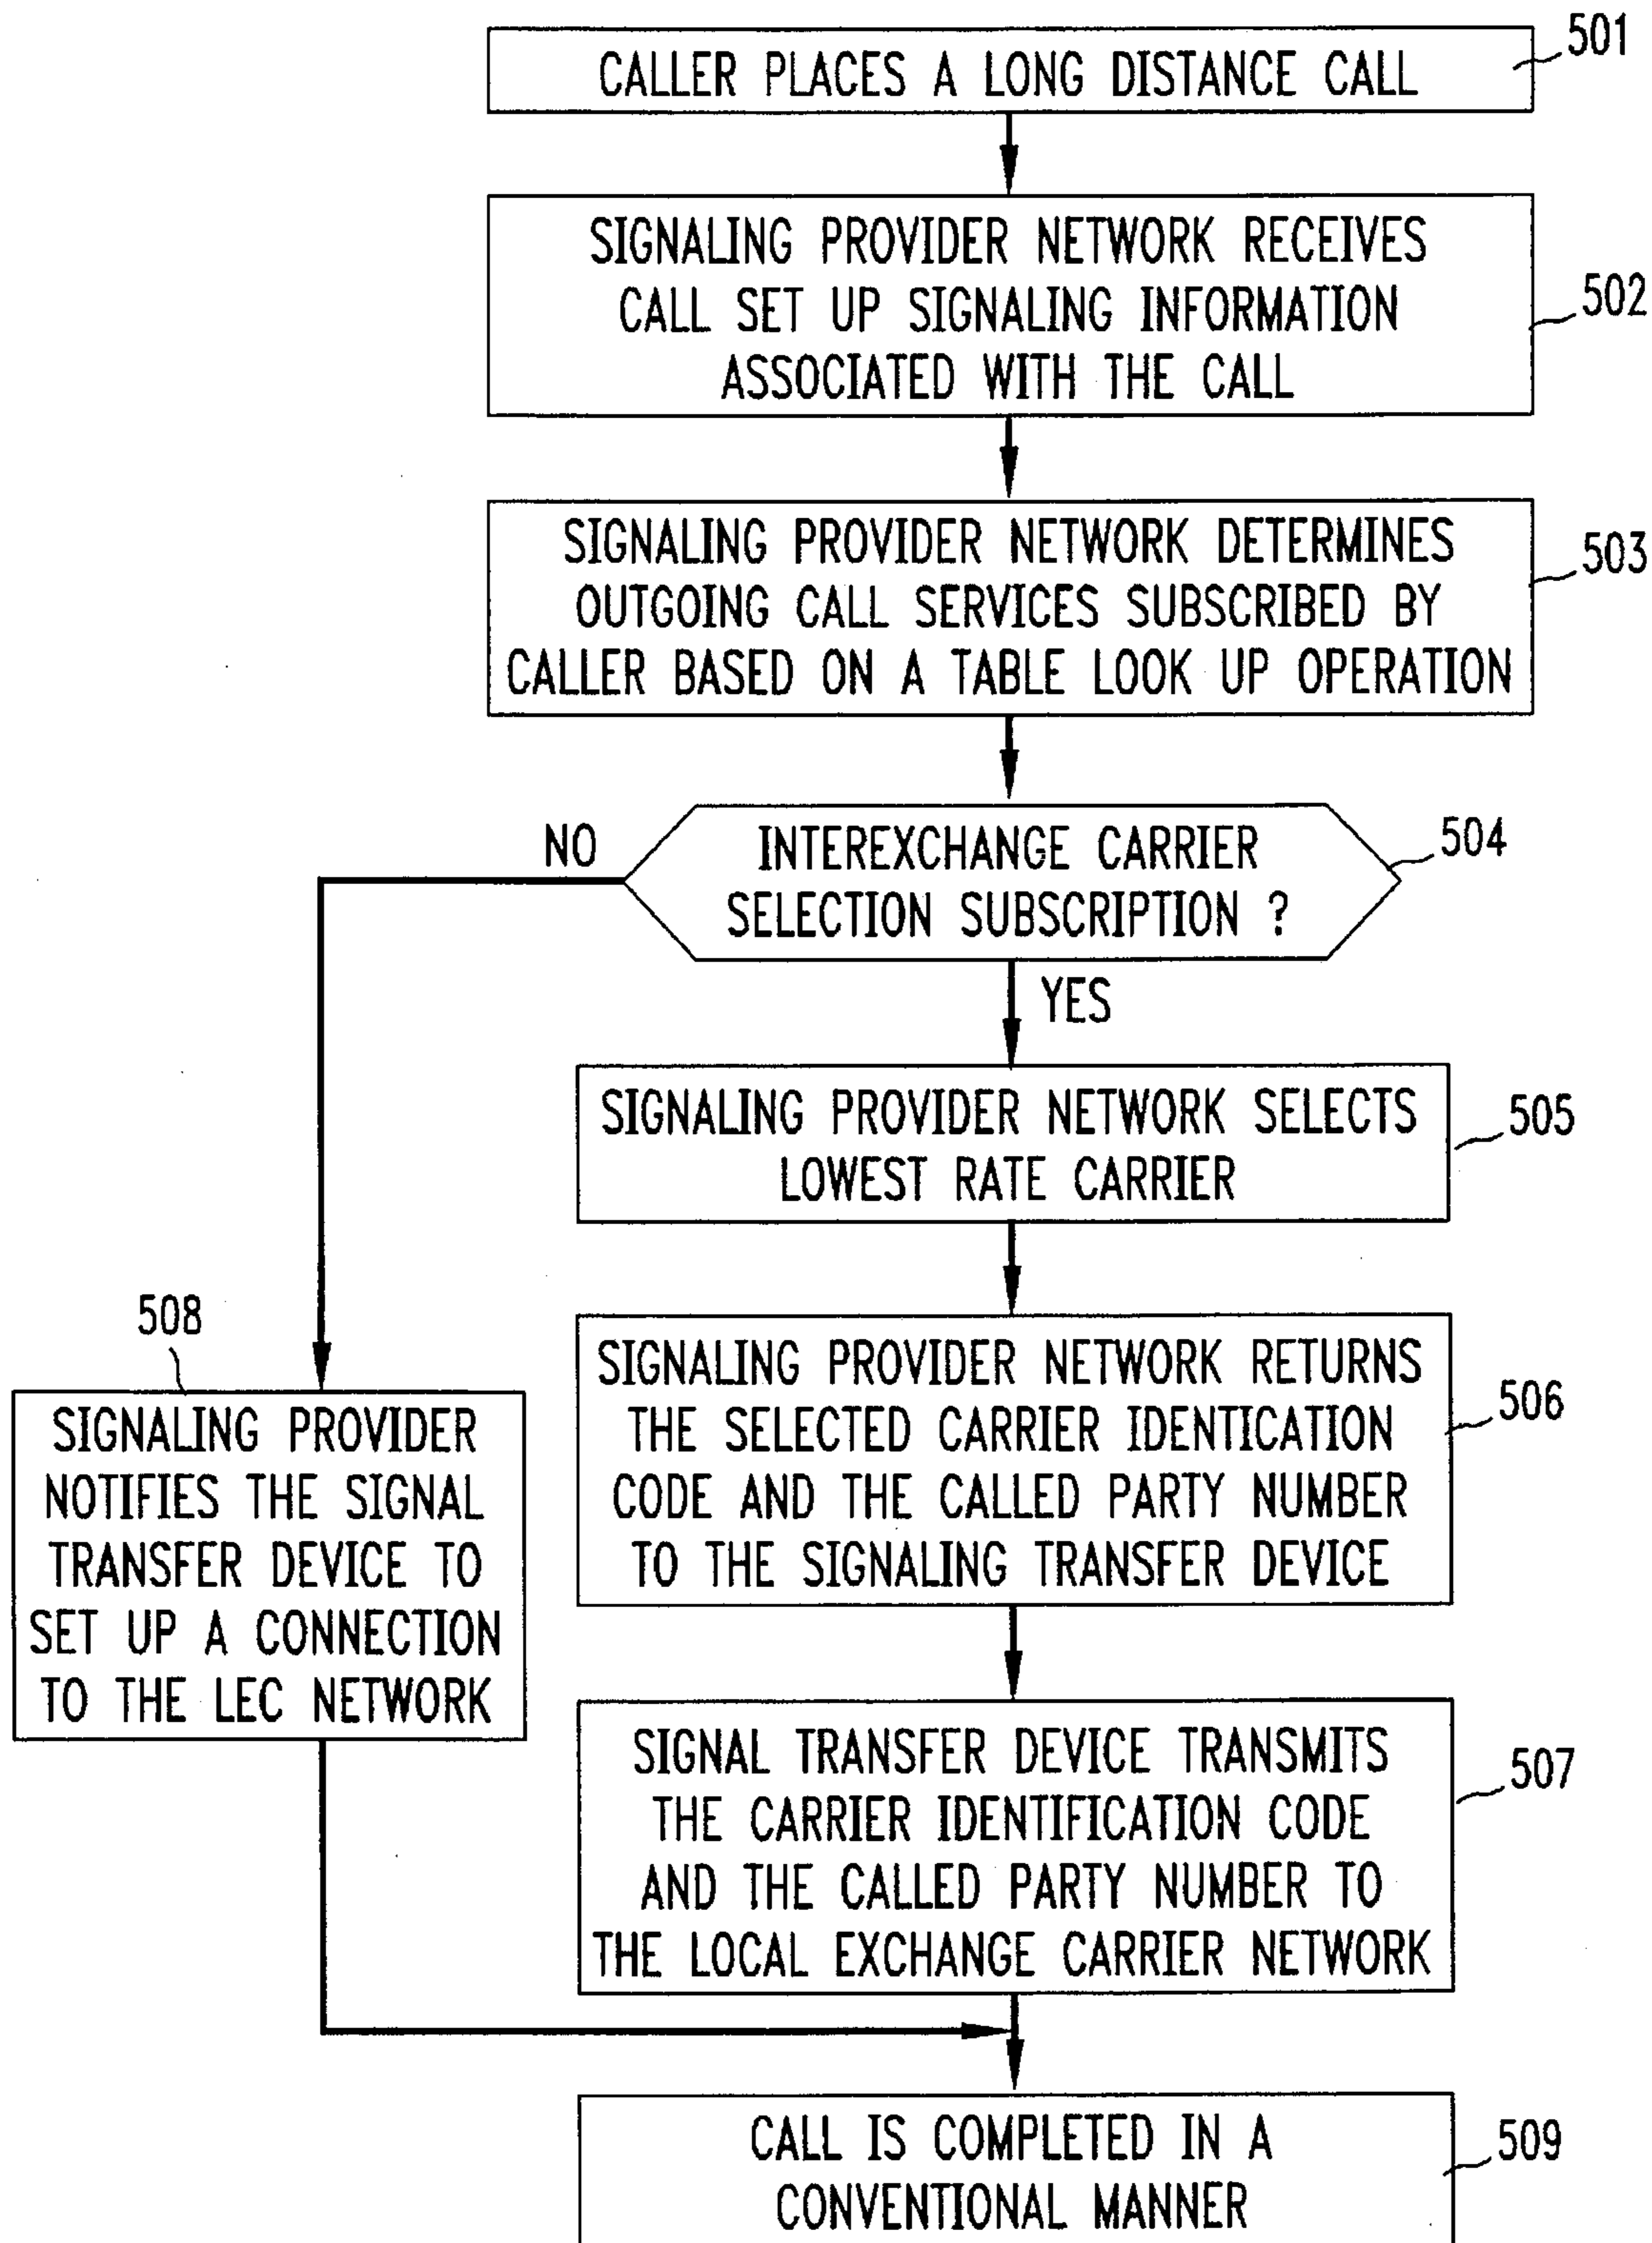 CALLER PLACES A LONG DISTANCE CALL
501
SIGNALING PROVIDER NETWORK RECEIVES
CALL SET UP SIGNALING INFORMATION
ASSOCIATED WITH THE CALL
502
SIGNALING PROVIDER NETWORK DETERMINES
OUTGOING CALL SERVICES SUBSCRIBED BY
CALLER BASED ON A TABLE LOOK UP OPERATION
503
INTEREXCHANGE CARRIER
SELECTION SUBSCRIPTION ?
504
NO
YES
SIGNALING PROVIDER NETWORK SELECTS
LOWEST RATE CARRIER
505
SIGNALING PROVIDER NETWORK RETURNS
THE SELECTED CARRIER IDENTICATION
CODE AND THE CALLED PARTY NUMBER
TO THE SIGNALING TRANSFER DEVICE
506
508
SIGNALING PROVIDER
NOTIFIES THE SIGNAL
TRANSFER DEVICE TO
SET UP A CONNECTION
TO THE LEC NETWORK
SIGNAL TRANSFER DEVICE TRANSMITS
THE CARRIER IDENTIFICATION CODE
AND THE CALLED PARTY NUMBER TO
THE LOCAL EXCHANGE CARRIER NETWORK
507
CALL IS COMPLETED IN A
CONVENTIONAL MANNER
509